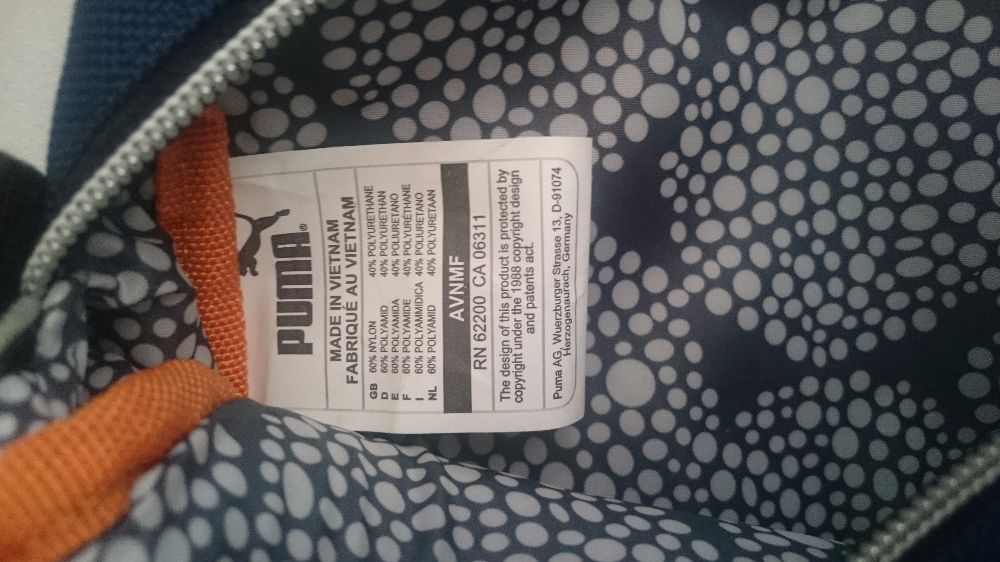 PUMA®
MADE IN VIETNAM
FABRIQUÉ AU VIETNAM
GB 60% NYLON 40% POLYURETHANE
D 60% POLYAMID 40% POLYURETHAN
E 60% POLYAMIDA 40% POLIURETANO
F 60% POLYAMIDE 40% POLYURETHANE
I 60% POLYAMMIDICA 40% POLIURETANO
NL 60% POLYAMID 40% POLYURETAAN
AVNMF
RN 62200 CA 06311
The design of this product is protected by
copyright under the 1988 copyright design
and patents act.
Puma AG, Wuerzburger Strasse 13, D-91074
Herzogenaurach, Germany